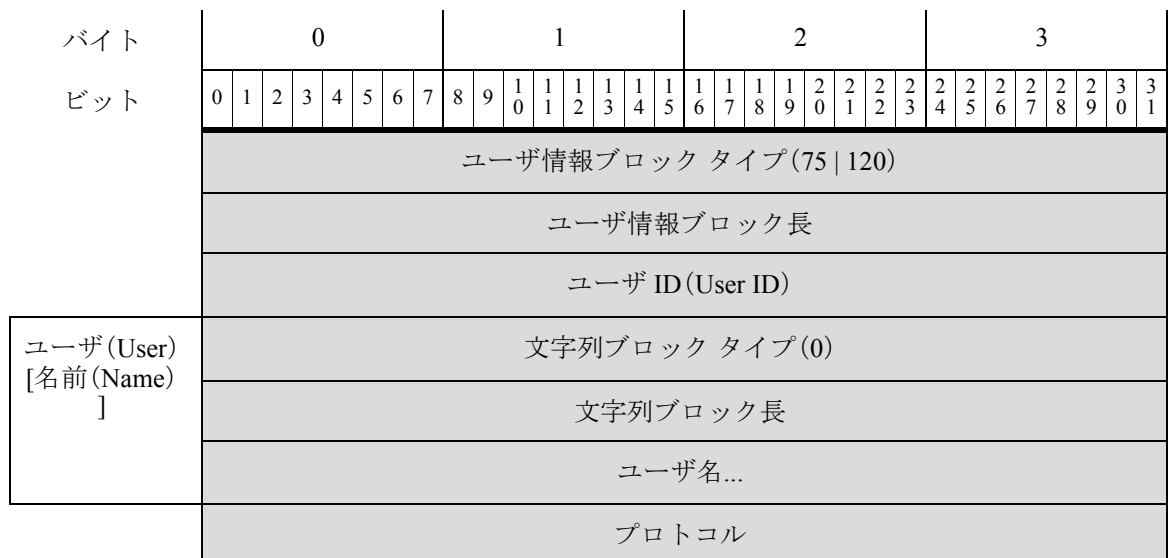 バイト 0 1 2 3
ビット 0 1 2 3 4 5 6 7 8 9 10 11 12 13 14 15 16 17 18 19 20 21 22 23 24 25 26 27 28 29 30 31
ユーザ情報ブロック タイプ(75 | 120)
ユーザ情報ブロック長
ユーザ ID(User ID)
ユーザ(User)
[名前(Name)
]
文字列ブロック タイプ(0)
文字列ブロック長
ユーザ名...
プロトコル